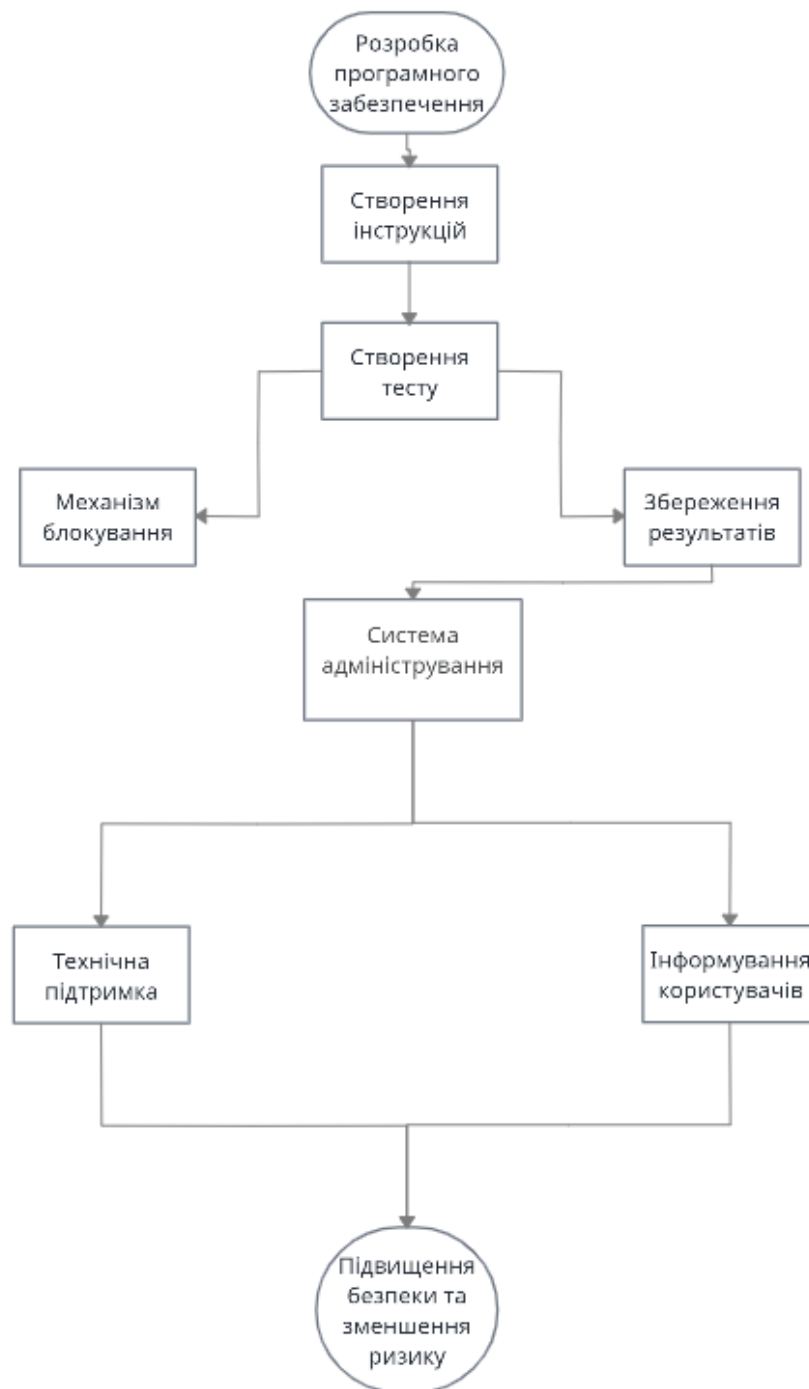 Розробка
програмного
забезпечення
Створення
інструкцій
Створення
тесту
Механізм
блокування
Збереження
результатів
Система
адміністрування
Технічна
підтримка
Інформування
користувачів
Підвищення
безпеки та
зменшення
ризику